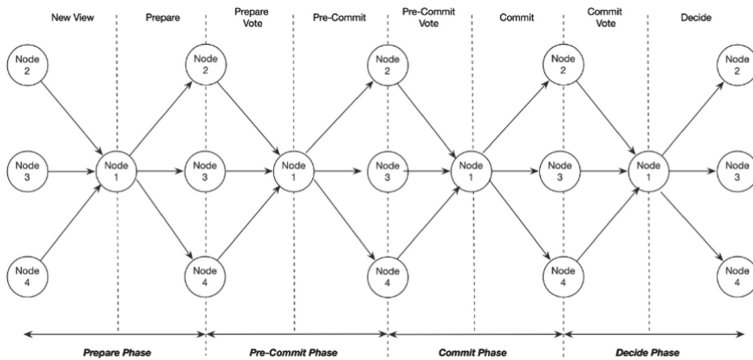 New View
Prepare
Prepare
Vote
Pre-Commit
Pre-Commit
Vote
Commit
Commit
Vote
Decide
Node
2
Node
2
Node
2
Node
2
Node
2
Node
3
Node
1
Node
3
Node
1
Node
3
Node
1
Node
3
Node
1
Node
3
Node
4
Node
4
Node
4
Node
4
Node
4
Prepare Phase
Pre-Commit Phase
Commit Phase
Decide Phase